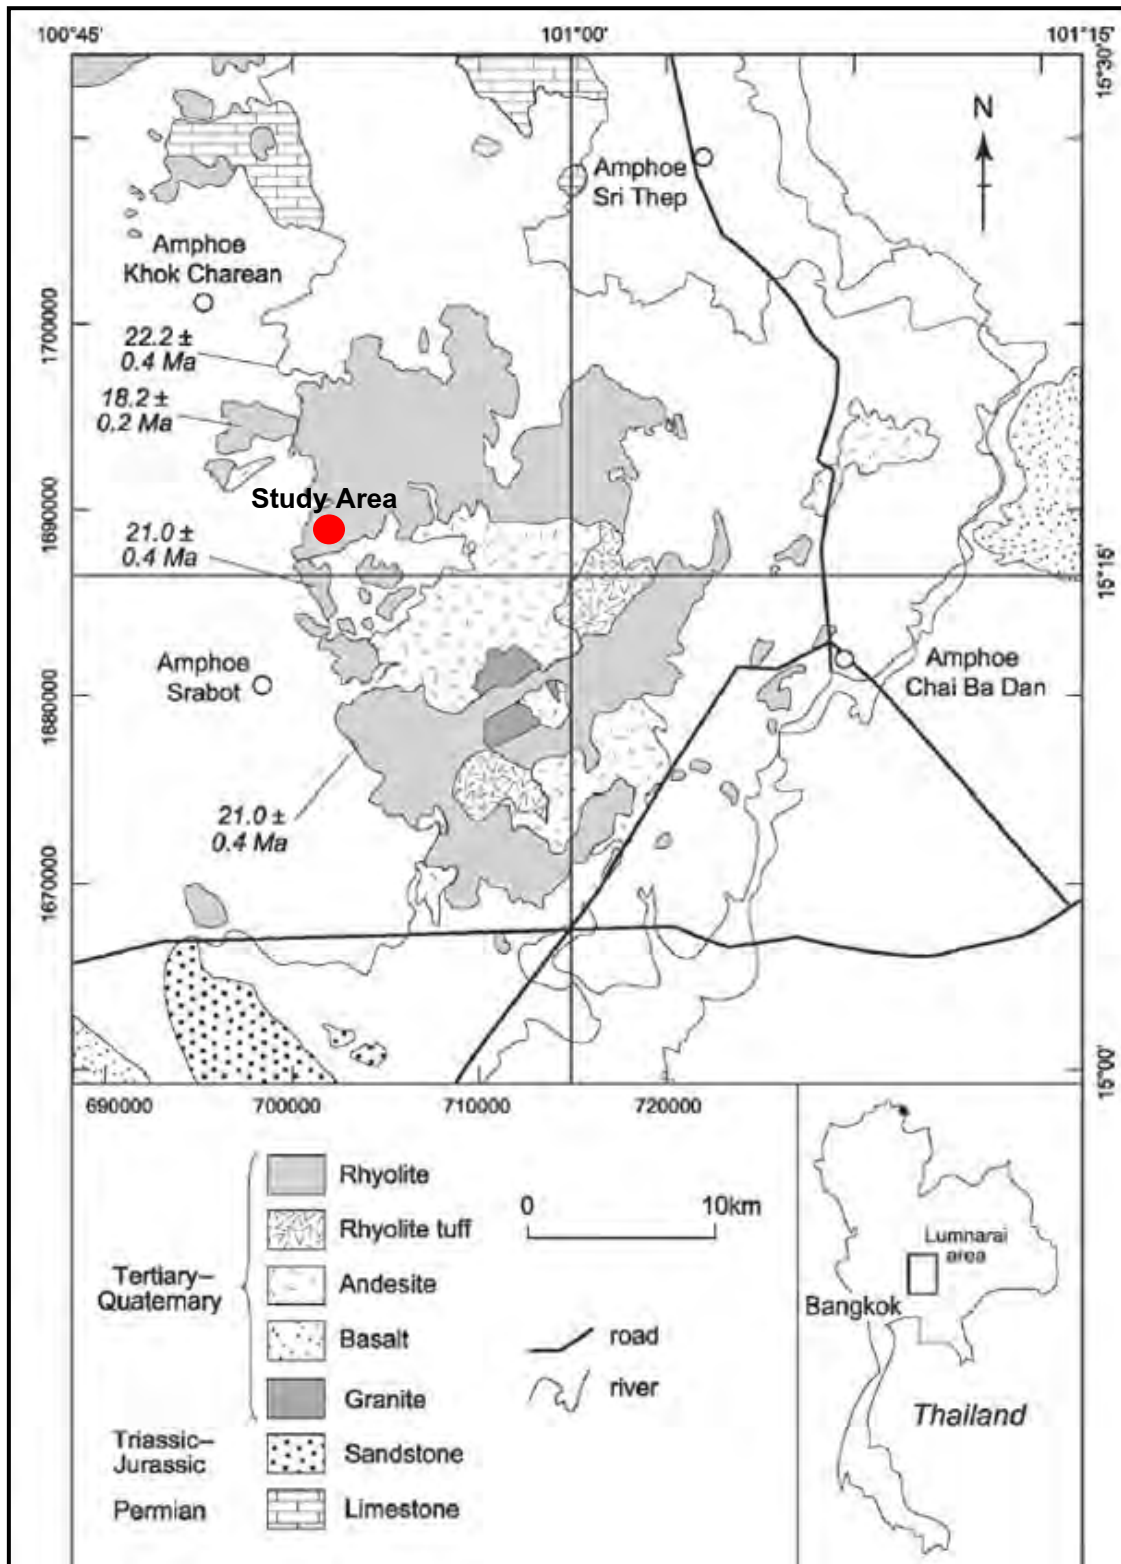 100°45'
101°00'
101°15'
15°30'
N
Amphoe
Sri Thep
Amphoe
Khok Charean
1700000
22.2 ±
0.4 Ma
18.2 ±
0.2 Ma
Study Area
1690000
21.0 ±
0.4 Ma
15°15'
Amphoe
Srabot
Amphoe
Chai Ba Dan
1680000
21.0 ±
0.4 Ma
1670000
15°00'
690000
700000
710000
720000
Rhyolite
Rhyolite tuff
Andesite
Basalt
Granite
Sandstone
Limestone
Tertiary–
Quaternary
Triassic–
Jurassic
Permian
0
10km
road
river
Lumnarai
area
Bangkok
Thailand